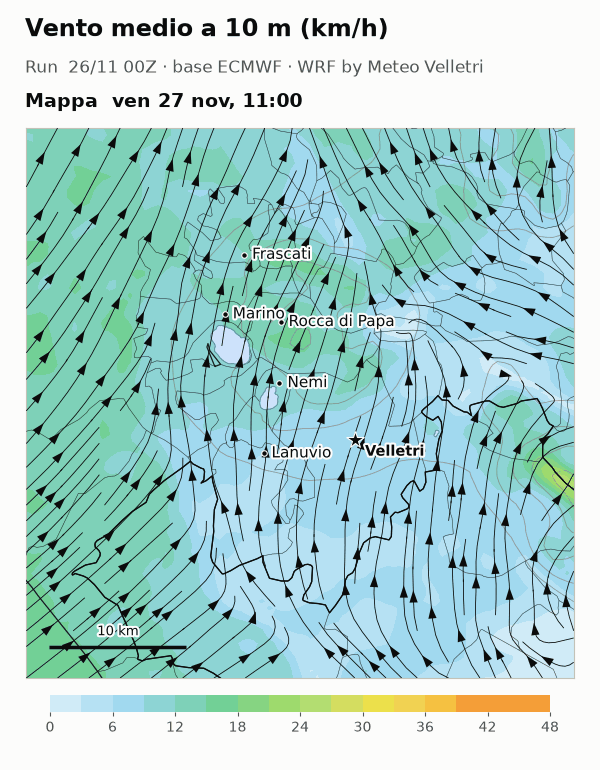 Vento medio a 10 m (km/h)
Run  26/11 00Z · base ECMWF · WRF by Meteo Velletri
Mappa  ven 27 nov, 11:00
Frascati
Marino
Rocca di Papa
Nemi
Lanuvio
Velletri
10 km
0 6 12 18 24 30 36 42 48